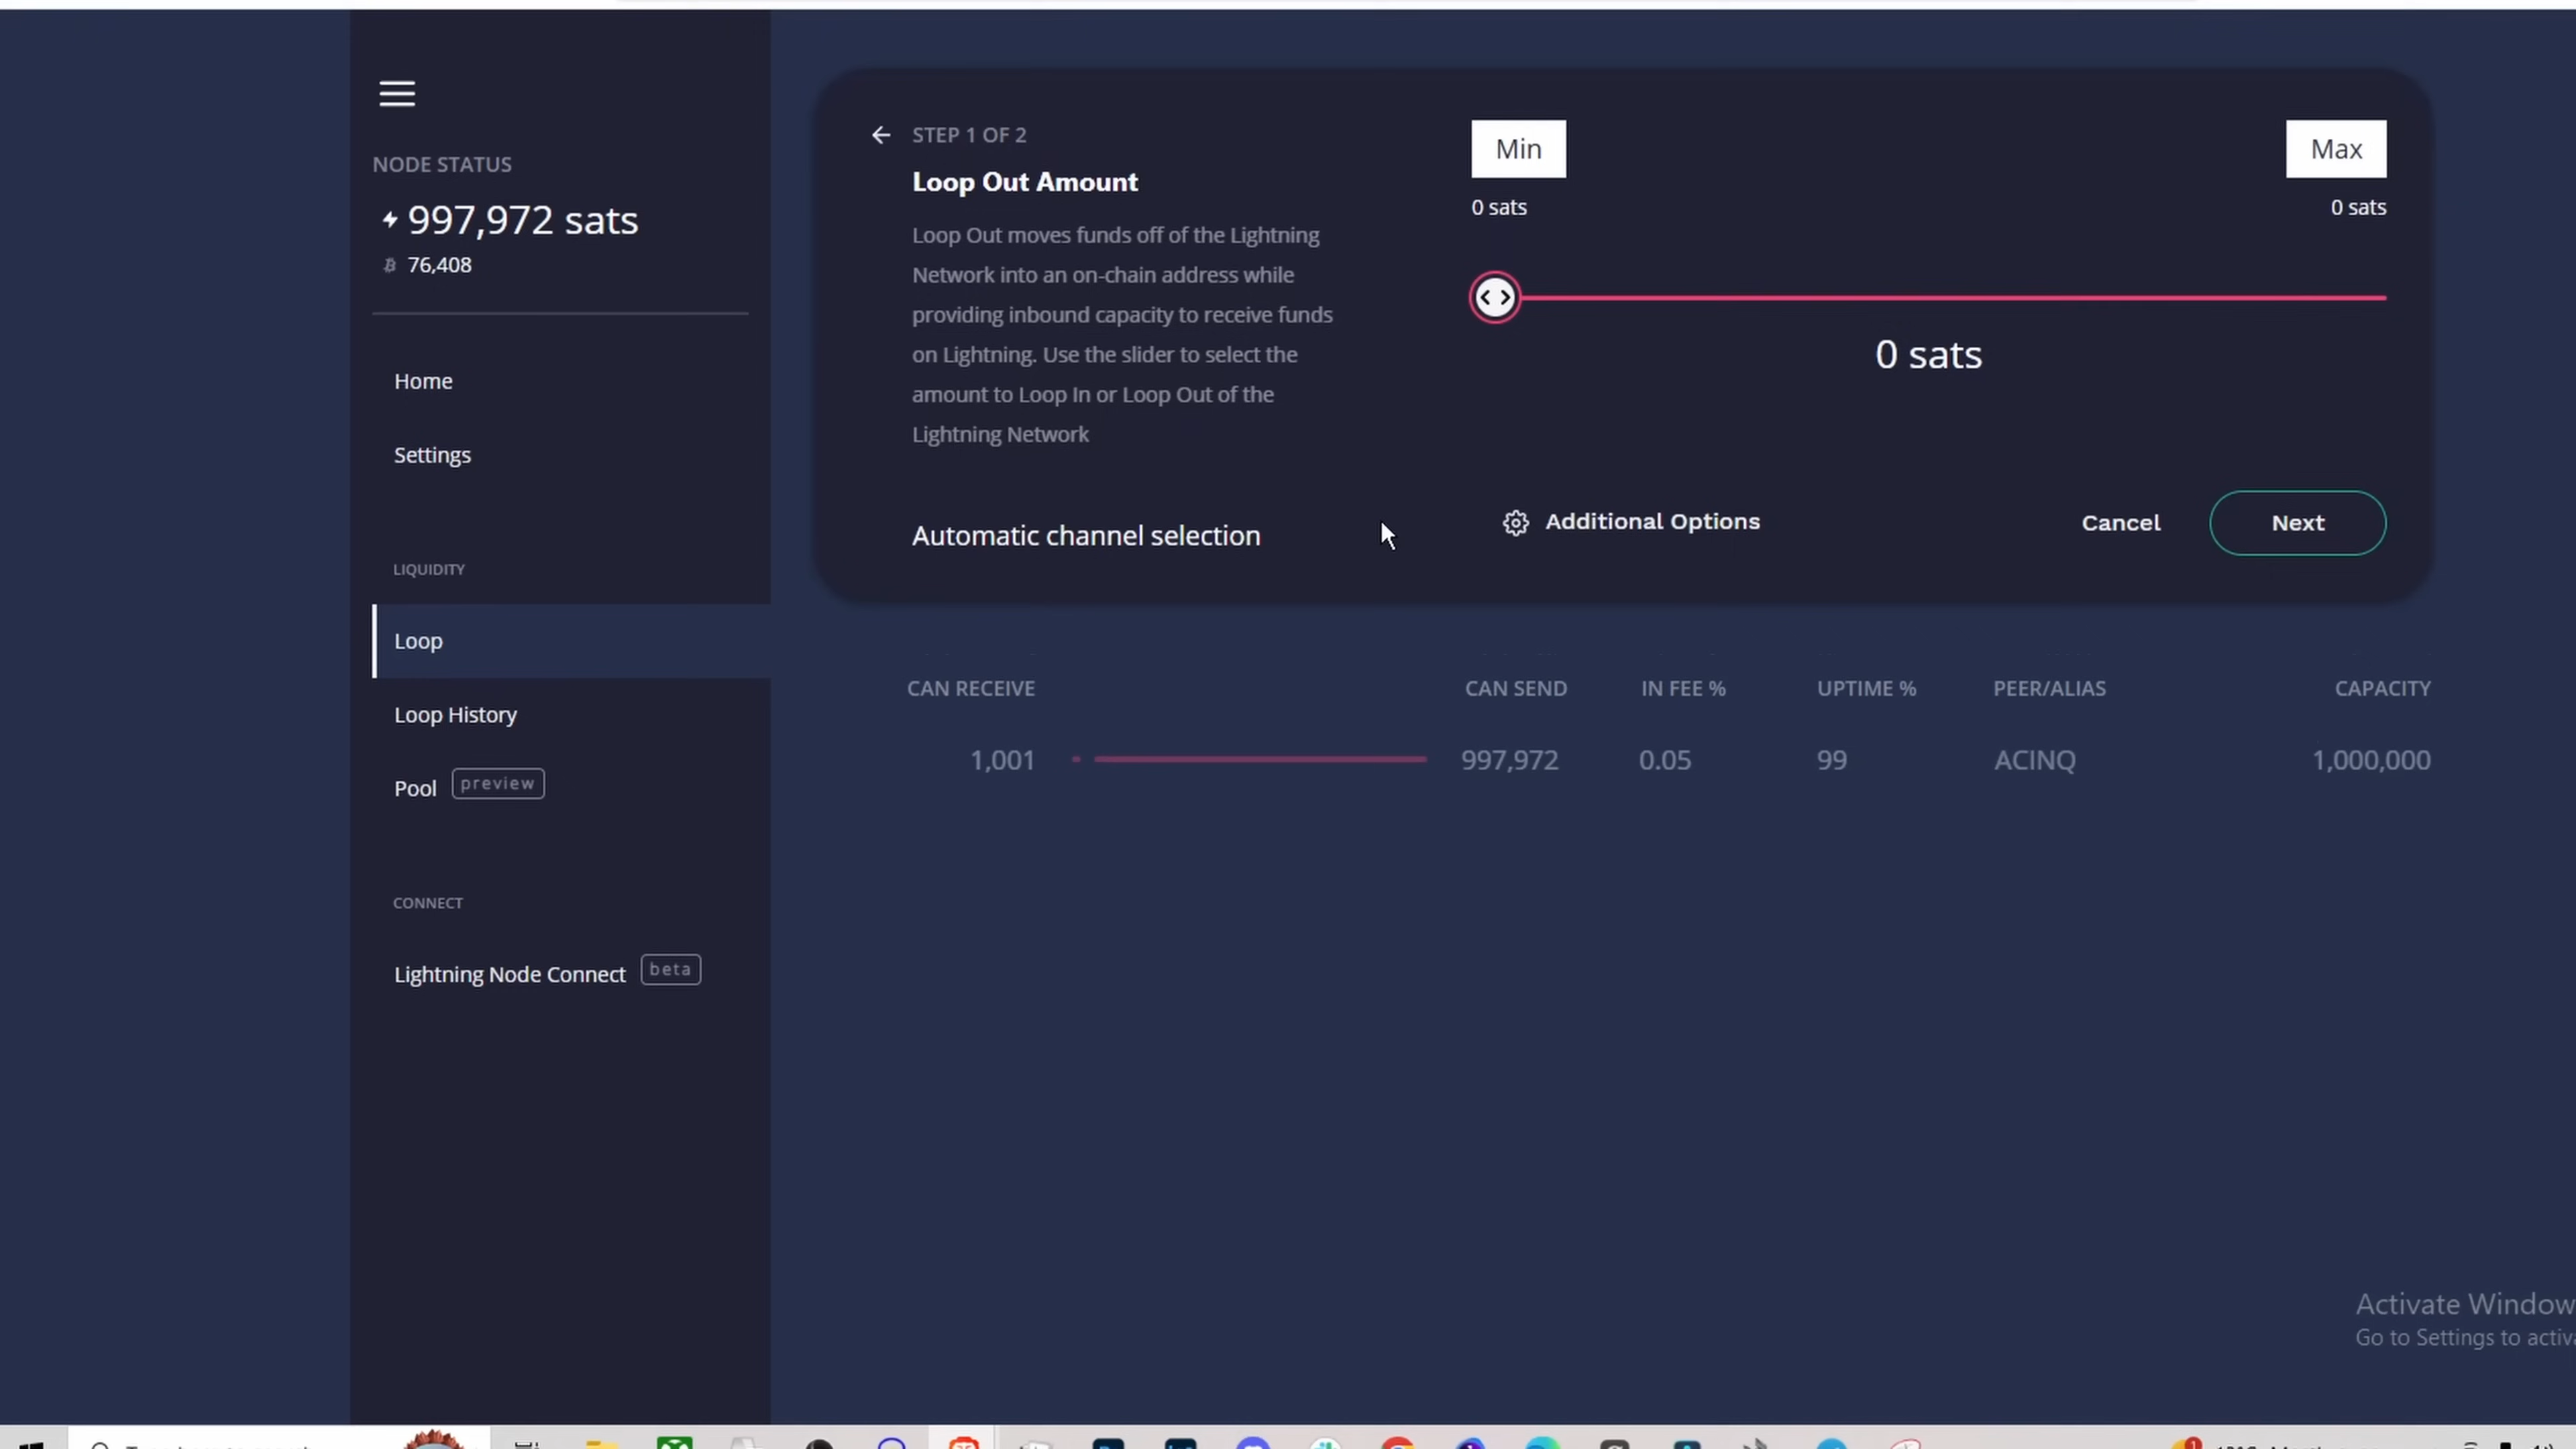 NODE STATUS
997,972 sats
76,408
Home
Settings
LIQUIDITY
Loop
Loop History
Pool preview
CONNECT
Lightning Node Connect beta
STEP 1 OF 2
Loop Out Amount
Loop Out moves funds off of the Lightning
Network into an on-chain address while
providing inbound capacity to receive funds
on Lightning. Use the slider to select the
amount to Loop In or Loop Out of the
Lightning Network
Automatic channel selection
Min
Max
0 sats
0 sats
0 sats
Additional Options
Cancel
Next
CAN RECEIVE CAN SEND IN FEE % UPTIME % PEER/ALIAS CAPACITY
1,001 997,972 0.05 99 ACINQ 1,000,000
Activate Window
Go to Settings to activa